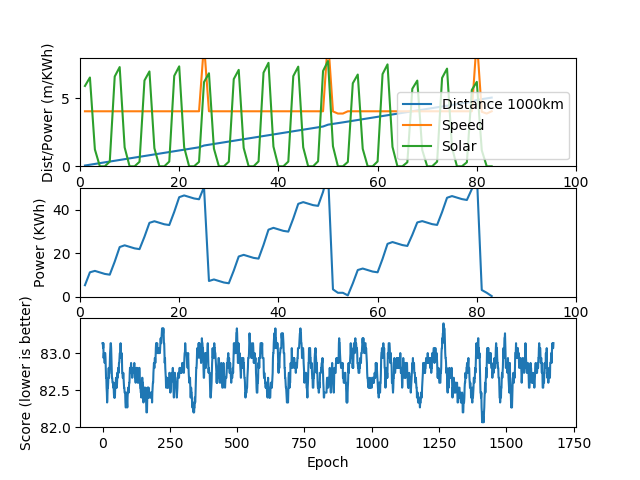 Dist/Power (m/KWh)
5
0
Distance 1000km
Speed
Solar
0 20 40 60 80 100
Power (KWh)
40
20
0
0 20 40 60 80 100
Score (lower is better)
83.0
82.5
82.0
0 250 500 750 1000 1250 1500 1750
Epoch